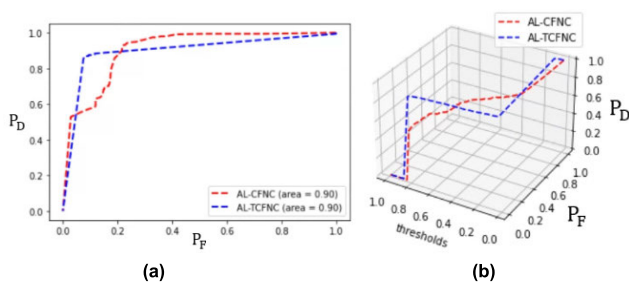 1.0
0.8
0.6
0.4
0.2
0.0
P_D
0.0 0.2 0.4 0.6 0.8 1.0
P_F
AL-CFNC (area = 0.90)
AL-TCFNC (area = 0.90)
(a)
AL-CFNC
AL-TCFNC
1.0
0.8
0.6
0.4
0.2
0.0
P_D
1.0
0.8
0.6
0.4
0.2
0.0
P_F
1.0 0.8 0.6 0.4 0.2 0.0
thresholds
(b)